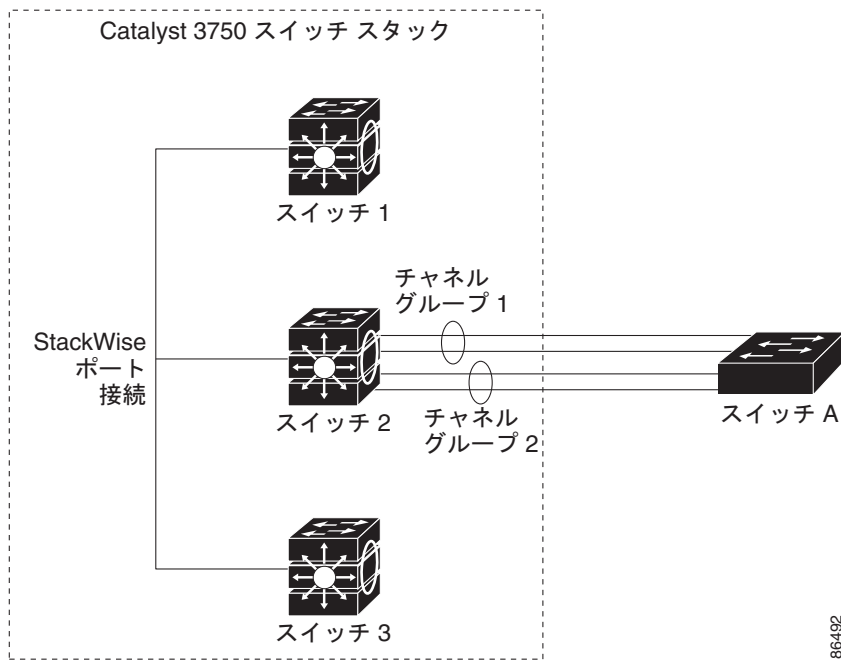 Catalyst 3750 スイッチ スタック
スイッチ 1
チャネル
グループ 1
StackWise
ポート
接続
スイッチ 2
チャネル
グループ 2
スイッチ A
スイッチ 3
86492